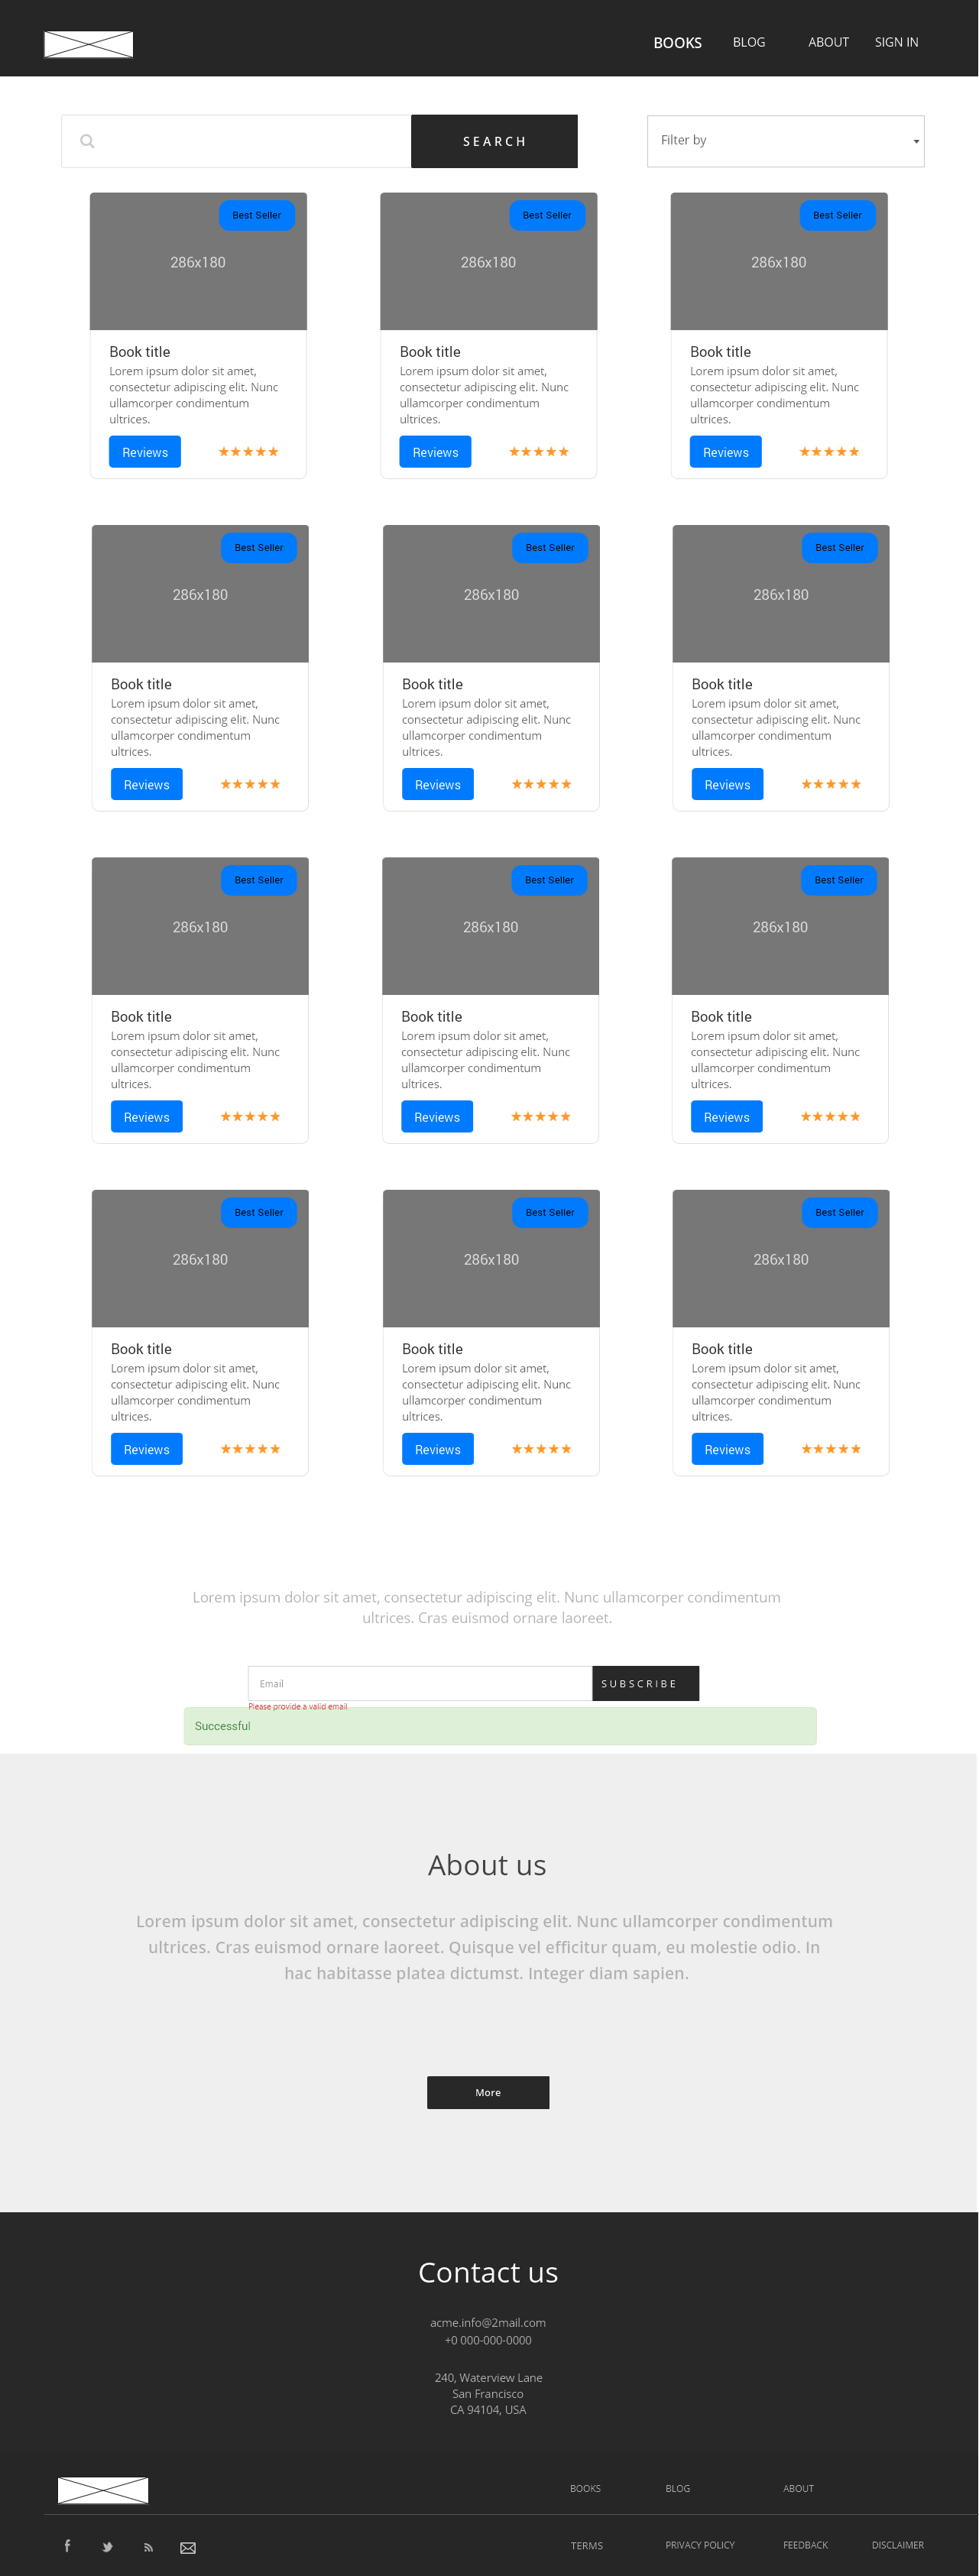 BOOKS BLOG ABOUT SIGN IN
SEARCH
Filter by
Best Seller
286x180
Book title
Lorem ipsum dolor sit amet,
consectetur adipiscing elit. Nunc
ullamcorper condimentum
ultrices.
Reviews
Best Seller
286x180
Book title
Lorem ipsum dolor sit amet,
consectetur adipiscing elit. Nunc
ullamcorper condimentum
ultrices.
Reviews
Best Seller
286x180
Book title
Lorem ipsum dolor sit amet,
consectetur adipiscing elit. Nunc
ullamcorper condimentum
ultrices.
Reviews
Best Seller
286x180
Book title
Lorem ipsum dolor sit amet,
consectetur adipiscing elit. Nunc
ullamcorper condimentum
ultrices.
Reviews
Best Seller
286x180
Book title
Lorem ipsum dolor sit amet,
consectetur adipiscing elit. Nunc
ullamcorper condimentum
ultrices.
Reviews
Best Seller
286x180
Book title
Lorem ipsum dolor sit amet,
consectetur adipiscing elit. Nunc
ullamcorper condimentum
ultrices.
Reviews
Best Seller
286x180
Book title
Lorem ipsum dolor sit amet,
consectetur adipiscing elit. Nunc
ullamcorper condimentum
ultrices.
Reviews
Best Seller
286x180
Book title
Lorem ipsum dolor sit amet,
consectetur adipiscing elit. Nunc
ullamcorper condimentum
ultrices.
Reviews
Best Seller
286x180
Book title
Lorem ipsum dolor sit amet,
consectetur adipiscing elit. Nunc
ullamcorper condimentum
ultrices.
Reviews
Best Seller
286x180
Book title
Lorem ipsum dolor sit amet,
consectetur adipiscing elit. Nunc
ullamcorper condimentum
ultrices.
Reviews
Best Seller
286x180
Book title
Lorem ipsum dolor sit amet,
consectetur adipiscing elit. Nunc
ullamcorper condimentum
ultrices.
Reviews
Best Seller
286x180
Book title
Lorem ipsum dolor sit amet,
consectetur adipiscing elit. Nunc
ullamcorper condimentum
ultrices.
Reviews
Lorem ipsum dolor sit amet, consectetur adipiscing elit. Nunc ullamcorper condimentum
ultrices. Cras euismod ornare laoreet.
Email
SUBSCRIBE
Please provide a valid email
Successful
About us
Lorem ipsum dolor sit amet, consectetur adipiscing elit. Nunc ullamcorper condimentum
ultrices. Cras euismod ornare laoreet. Quisque vel efficitur quam, eu molestie odio. In
hac habitasse platea dictumst. Integer diam sapien.
More
Contact us
acme.info@2mail.com
+0 000-000-0000
240, Waterview Lane
San Francisco
CA 94104, USA
BOOKS BLOG ABOUT
TERMS PRIVACY POLICY FEEDBACK DISCLAIMER